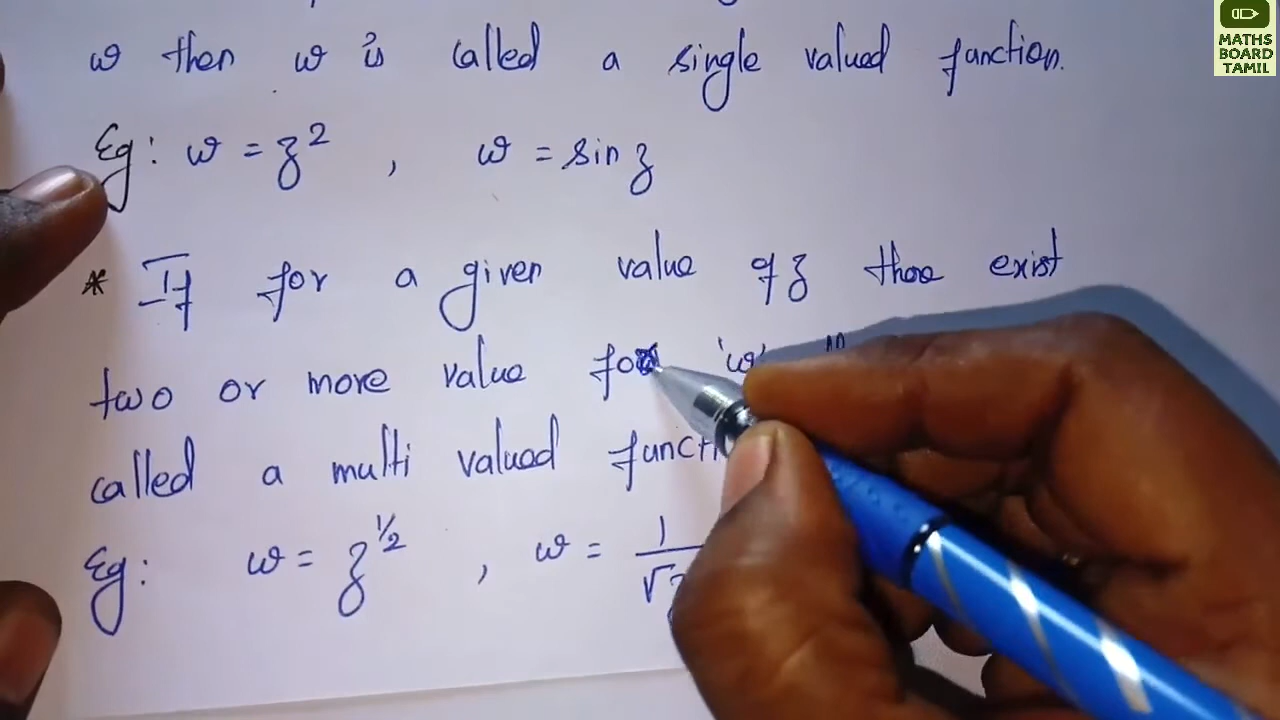 w then w is called a single valued function.
Eg: w = z², w = sin z
* If for a given value of z there exist
two or more value for 'w'
called a multi valued
Eg: w = z^1/2, w = 1/√z
MATHS
BOARD
TAMIL